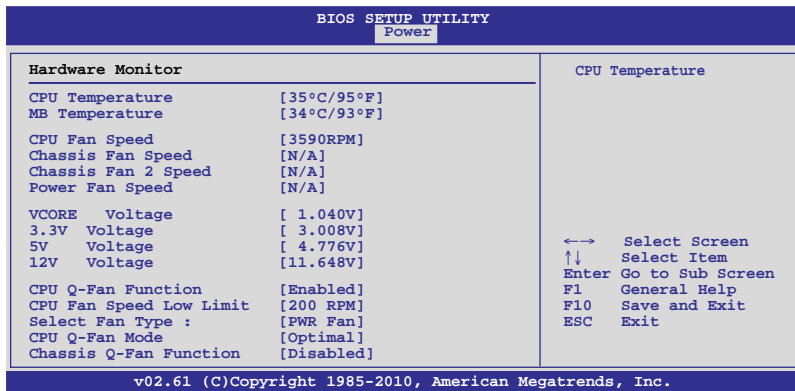 BIOS SETUP UTILITY
Power
Hardware Monitor
CPU Temperature [35ºC/95ºF]
MB Temperature [34ºC/93ºF]
CPU Fan Speed [3590RPM]
Chassis Fan Speed [N/A]
Chassis Fan 2 Speed [N/A]
Power Fan Speed [N/A]
VCORE Voltage [ 1.040V]
3.3V Voltage [ 3.008V]
5V Voltage [ 4.776V]
12V Voltage [11.648V]
CPU Q-Fan Function [Enabled]
CPU Fan Speed Low Limit [200 RPM]
Select Fan Type : [PWR Fan]
CPU Q-Fan Mode [Optimal]
Chassis Q-Fan Function [Disabled]
CPU Temperature
←→ Select Screen
↑↓ Select Item
Enter Go to Sub Screen
F1 General Help
F10 Save and Exit
ESC Exit
v02.61 (C)Copyright 1985-2010, American Megatrends, Inc.